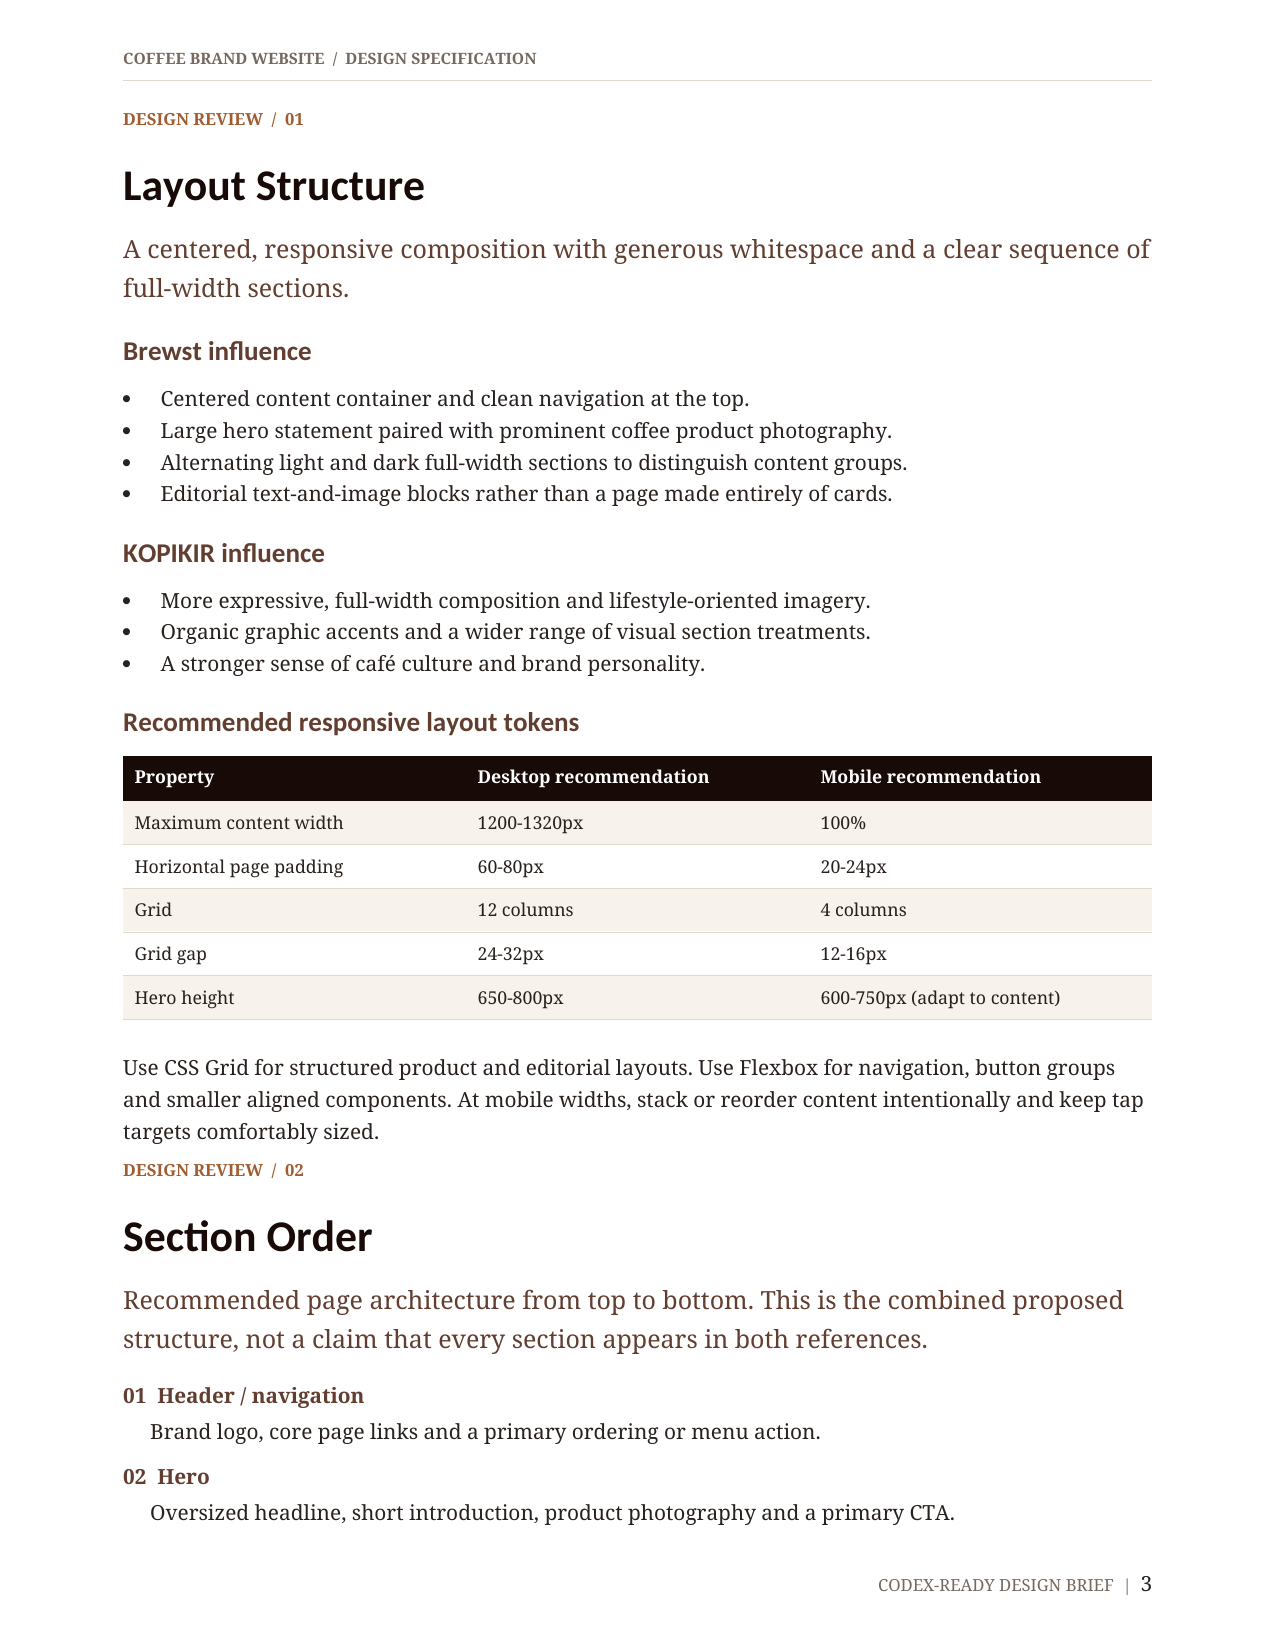 COFFEE BRAND WEBSITE / DESIGN SPECIFICATION
DESIGN REVIEW / 01
Layout Structure
A centered, responsive composition with generous whitespace and a clear sequence of
full-width sections.
Brewst influence
• Centered content container and clean navigation at the top.
• Large hero statement paired with prominent coffee product photography.
• Alternating light and dark full-width sections to distinguish content groups.
• Editorial text-and-image blocks rather than a page made entirely of cards.
KOPIKIR influence
• More expressive, full-width composition and lifestyle-oriented imagery.
• Organic graphic accents and a wider range of visual section treatments.
• A stronger sense of café culture and brand personality.
Recommended responsive layout tokens
Property Desktop recommendation Mobile recommendation
Maximum content width 1200-1320px 100%
Horizontal page padding 60-80px 20-24px
Grid 12 columns 4 columns
Grid gap 24-32px 12-16px
Hero height 650-800px 600-750px (adapt to content)
Use CSS Grid for structured product and editorial layouts. Use Flexbox for navigation, button groups
and smaller aligned components. At mobile widths, stack or reorder content intentionally and keep tap
targets comfortably sized.
DESIGN REVIEW / 02
Section Order
Recommended page architecture from top to bottom. This is the combined proposed
structure, not a claim that every section appears in both references.
01 Header / navigation
Brand logo, core page links and a primary ordering or menu action.
02 Hero
Oversized headline, short introduction, product photography and a primary CTA.
CODEX-READY DESIGN BRIEF | 3